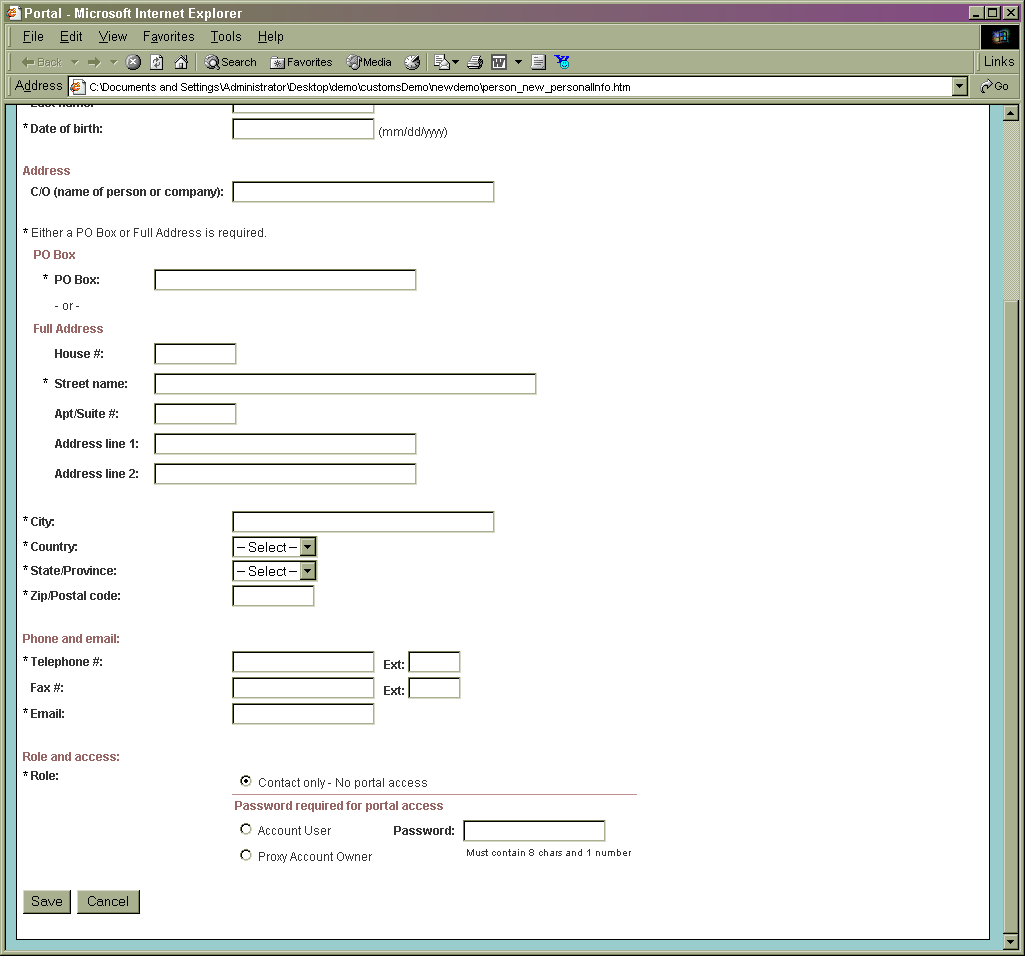 Portal - Microsoft Internet Explorer
File Edit View Favorites Tools Help
Back Search Favorites Media Links
Address C:\Documents and Settings\Administrator\Desktop\demo\customsDemo\newdemo\person_new_personalInfo.htm Go
* Date of birth: (mm/dd/yyyy)
Address
C/O (name of person or company):
* Either a PO Box or Full Address is required.
PO Box
* PO Box:
- or -
Full Address
House #:
* Street name:
Apt/Suite #:
Address line 1:
Address line 2:
* City:
* Country: -- Select --
* State/Province: -- Select --
* Zip/Postal code:
Phone and email:
* Telephone #: Ext:
Fax #: Ext:
* Email:
Role and access:
* Role: Contact only - No portal access
Password required for portal access
Account User Password:
Must contain 8 chars and 1 number
Proxy Account Owner
Save Cancel